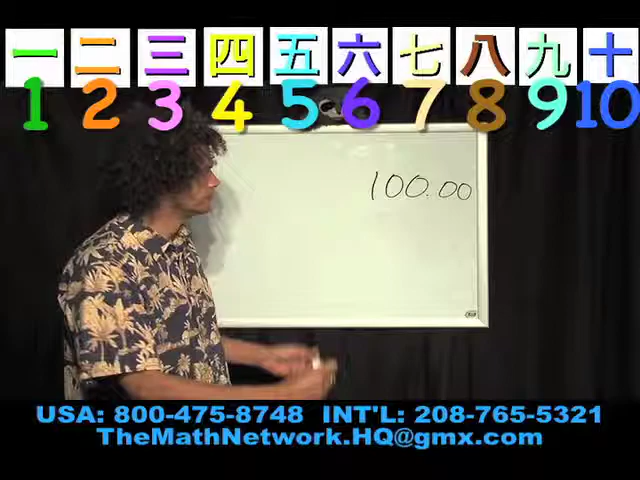 一 二 三 四 五 六 七 八 九 十
1 2 3 4 5 6 7 8 9 10
100.00
USA: 800-475-8748 INT'L: 208-765-5321
TheMathNetwork.HQ@gmx.com